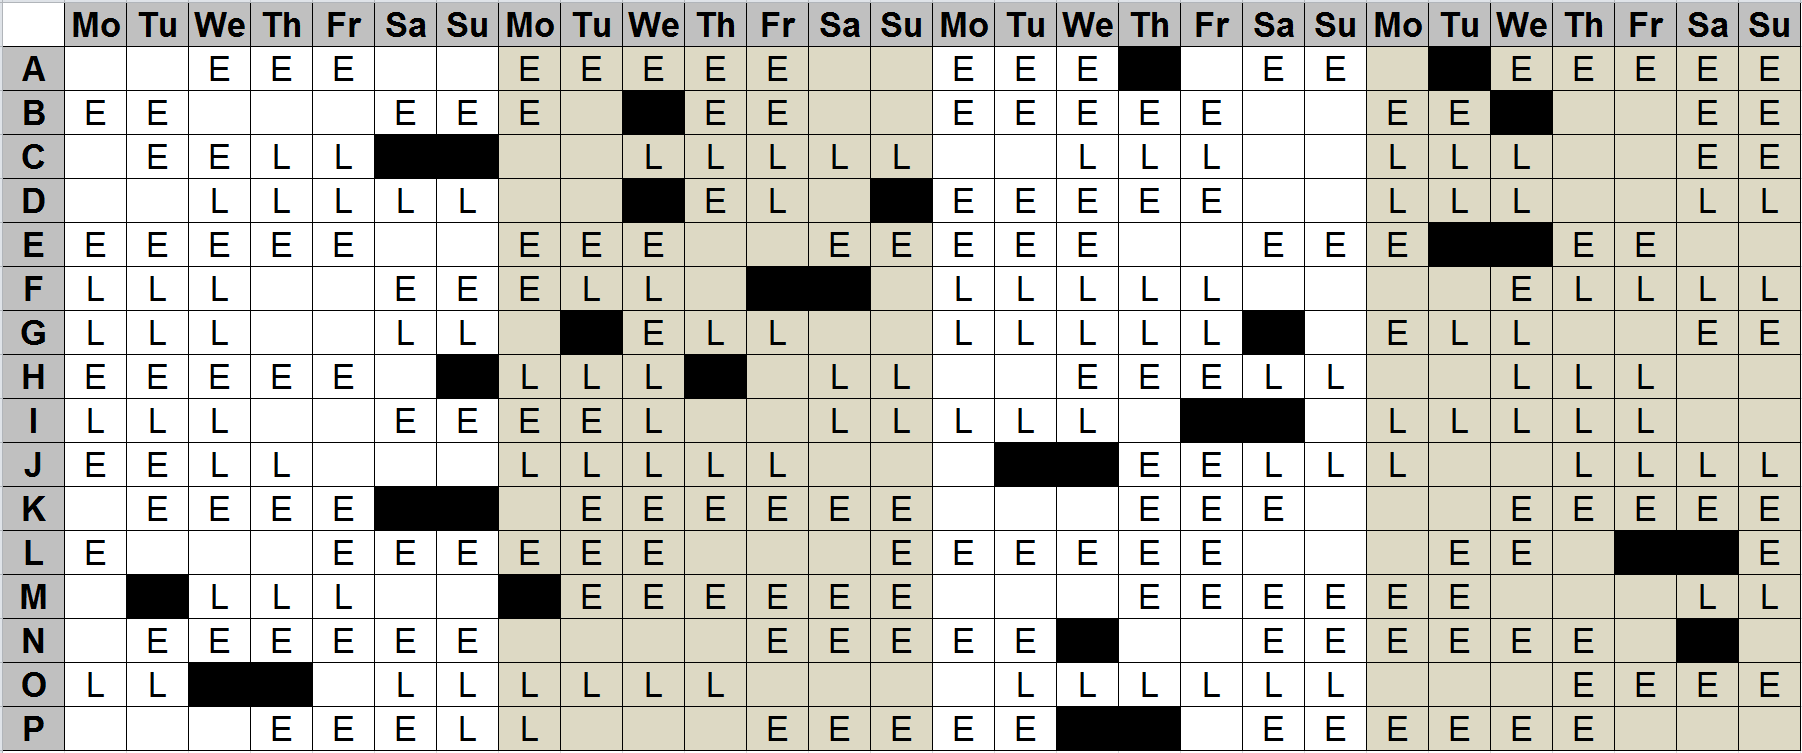 Mo Tu We Th Fr Sa Su Mo Tu We Th Fr Sa Su Mo Tu We Th Fr Sa Su Mo Tu We Th Fr Sa Su
A E E E E E E E E E E E E E E E E E E
B E E E E E E E E E E E E E E E E E
C E E L L L L L L L L L L L L L E E
D L L L L L E L E E E E E L L L L L
E E E E E E E E E E E E E E E E E E E
F L L L E E E L L L L L L L E L L L L
G L L L L L E L L L L L L L E L L E E
H E E E E E L L L L L E E E L L L L L
I L L L E E E E L L L L L L L L L L L
J E E L L L L L L L E E L L L L L L L
K E E E E E E E E E E E E E E E E E E
L E E E E E E E E E E E E E E E E
M L L L E E E E E E E E E E E E L L
N E E E E E E E E E E E E E E E E E
O L L L L L L L L L L L L L L E E E E
P E E E L L E E E E E E E E E E E